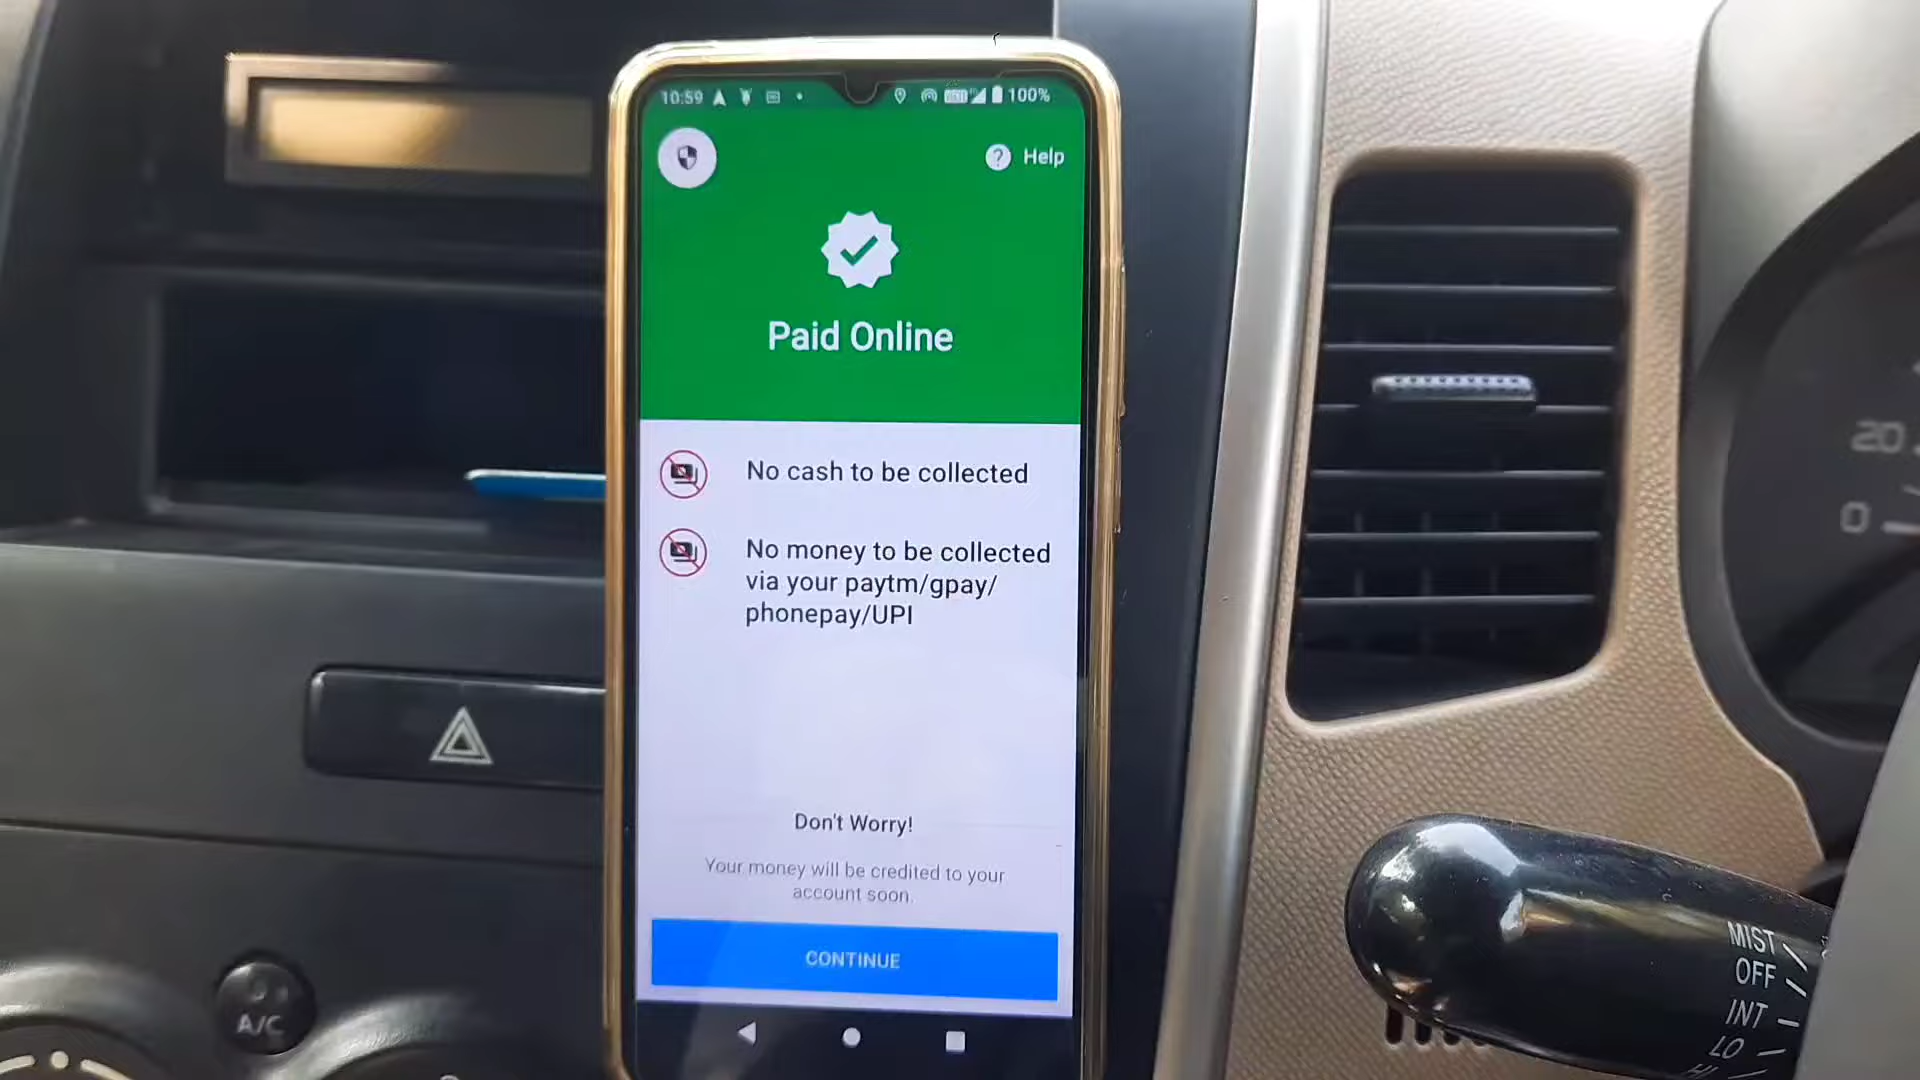 10:59
100%
? Help
Paid Online
No cash to be collected
No money to be collected
via your paytm/gpay/
phonepay/UPI
Don't Worry!
Your money will be credited to your
account soon.
CONTINUE
A/C
20
0
MIST
OFF
INT
LO
HI